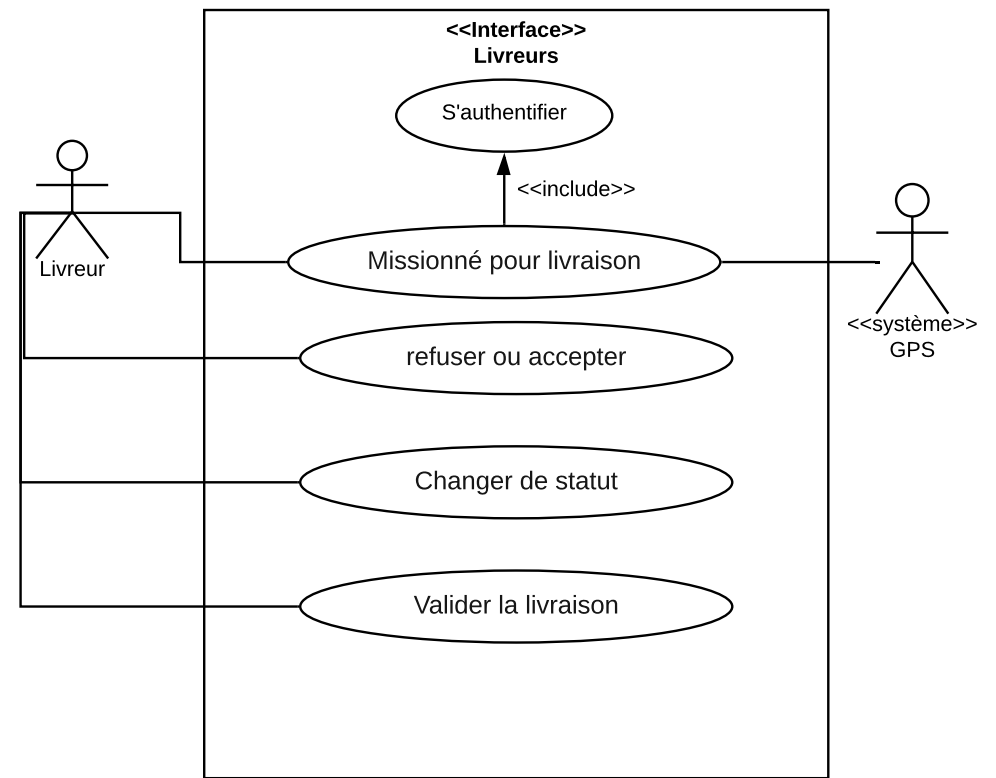 <<Interface>>
Livreurs
S'authentifier
<<include>>
Livreur
Missionné pour livraison
<<système>>
GPS
refuser ou accepter
Changer de statut
Valider la livraison